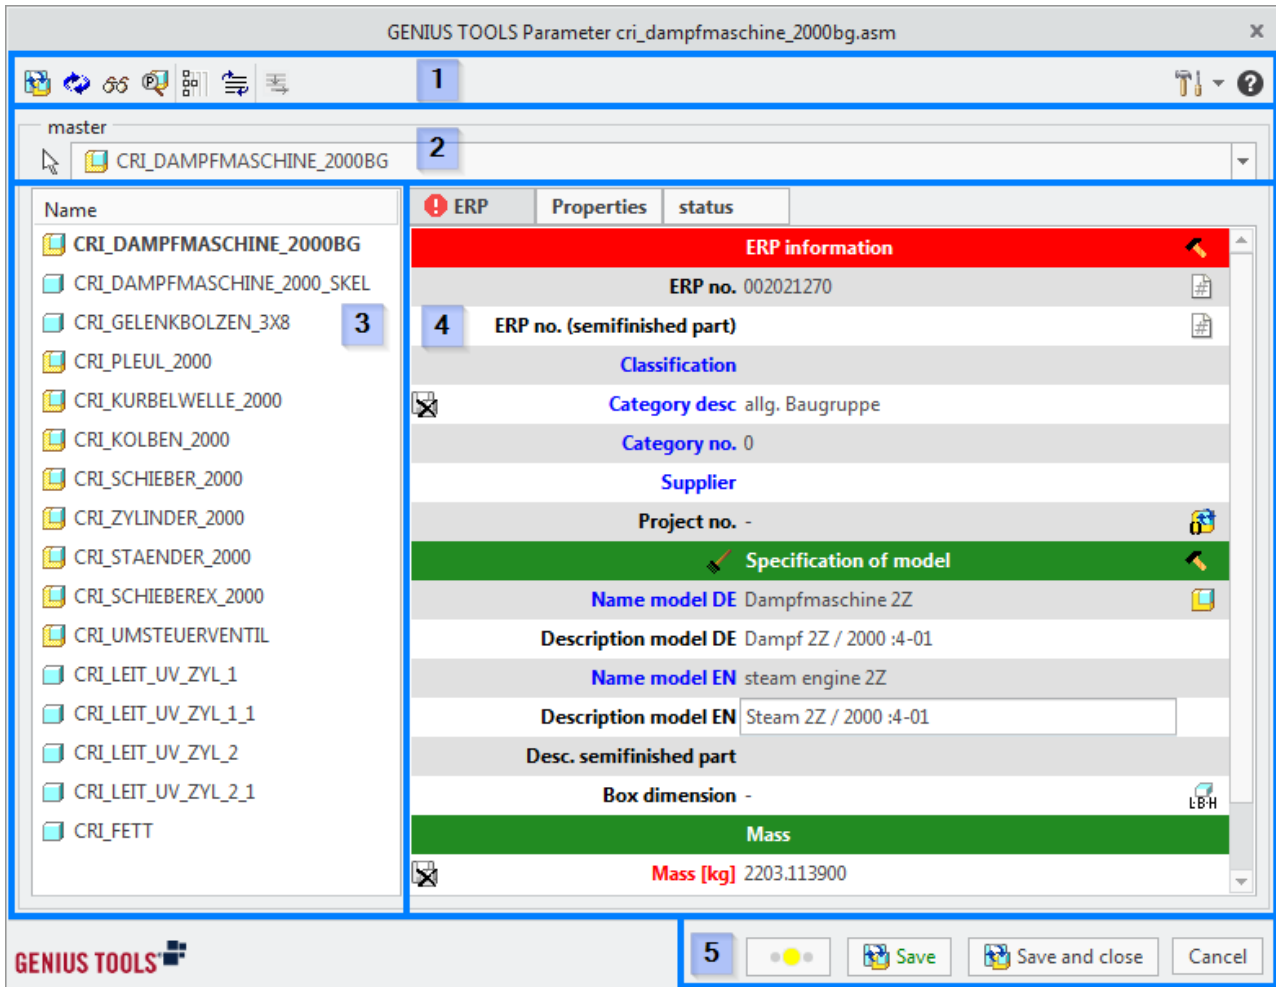 GENIUS TOOLS Parameter cri_dampfmaschine_2000bg.asm
1
master
CRI_DAMPFMASCHINE_2000BG
2
Name
CRI_DAMPFMASCHINE_2000BG
CRI_DAMPFMASCHINE_2000_SKEL
CRI_GELENKBOLZEN_3X8
3
CRI_PLEUL_2000
CRI_KURBELWELLE_2000
CRI_KOLBEN_2000
CRI_SCHIEBER_2000
CRI_ZYLINDER_2000
CRI_STAENDER_2000
CRI_SCHIEBEREX_2000
CRI_UMSTEUERVENTIL
CRI_LEIT_UV_ZYL_1
CRI_LEIT_UV_ZYL_1_1
CRI_LEIT_UV_ZYL_2
CRI_LEIT_UV_ZYL_2_1
CRI_FETT
ERP Properties status
ERP information
ERP no. 002021270
4
ERP no. (semifinished part)
Classification
Category desc allg. Baugruppe
Category no. 0
Supplier
Project no. -
Specification of model
Name model DE Dampfmaschine 2Z
Description model DE Dampf 2Z / 2000 :4-01
Name model EN steam engine 2Z
Description model EN Steam 2Z / 2000 :4-01
Desc. semifinished part
Box dimension -
L·B·H
Mass
Mass [kg] 2203.113900
GENIUS TOOLS
5
Save
Save and close
Cancel